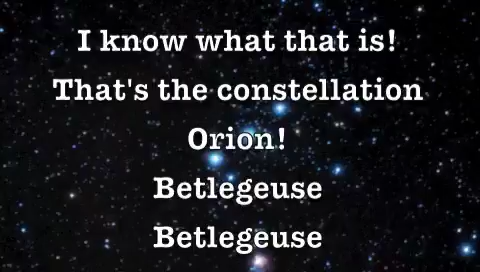 I know what that is!
That's the constellation
Orion!
Betlegeuse
Betlegeuse